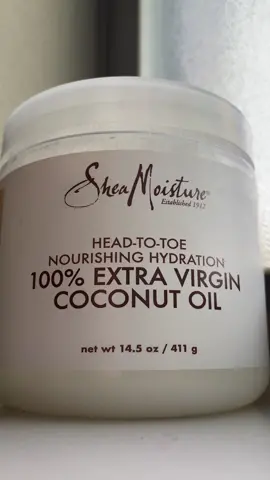 SheaMoisture
Established 1912
HEAD-TO-TOE
NOURISHING HYDRATION
100% EXTRA VIRGIN
COCONUT OIL
net wt 14.5 oz / 411 g